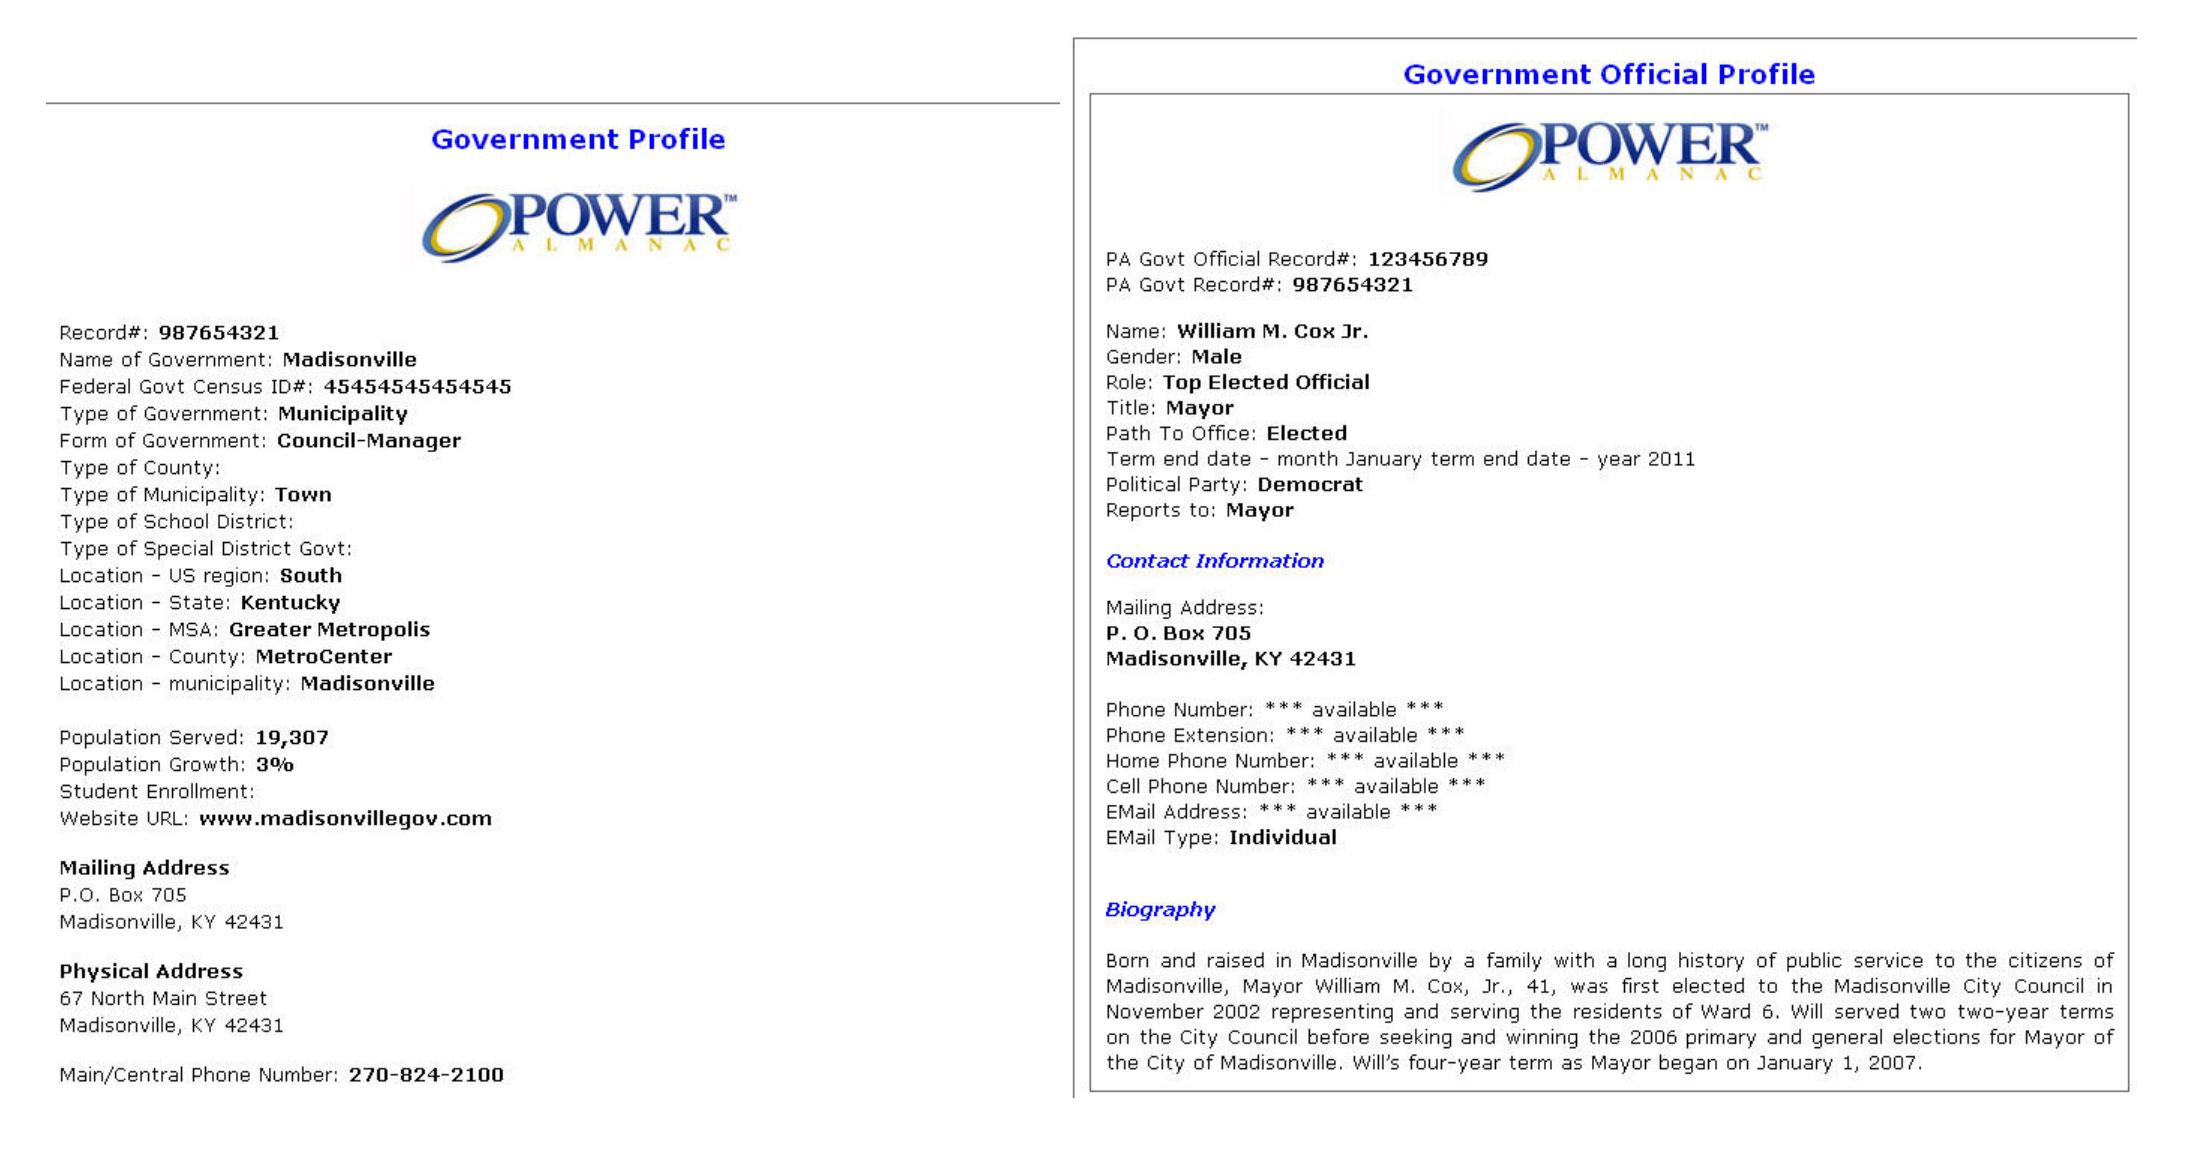 Government Profile
POWER™
ALMANAC
Record#: 987654321
Name of Government: Madisonville
Federal Govt Census ID#: 45454545454545
Type of Government: Municipality
Form of Government: Council-Manager
Type of County:
Type of Municipality: Town
Type of School District:
Type of Special District Govt:
Location - US region: South
Location - State: Kentucky
Location - MSA: Greater Metropolis
Location - County: MetroCenter
Location - municipality: Madisonville
Population Served: 19,307
Population Growth: 3%
Student Enrollment:
Website URL: www.madisonvillegov.com
Mailing Address
P.O. Box 705
Madisonville, KY 42431
Physical Address
67 North Main Street
Madisonville, KY 42431
Main/Central Phone Number: 270-824-2100
Government Official Profile
POWER™
ALMANAC
PA Govt Official Record#: 123456789
PA Govt Record#: 987654321
Name: William M. Cox Jr.
Gender: Male
Role: Top Elected Official
Title: Mayor
Path To Office: Elected
Term end date - month January term end date - year 2011
Political Party: Democrat
Reports to: Mayor
Contact Information
Mailing Address:
P. O. Box 705
Madisonville, KY 42431
Phone Number: *** available ***
Phone Extension: *** available ***
Home Phone Number: *** available ***
Cell Phone Number: *** available ***
EMail Address: *** available ***
EMail Type: Individual
Biography
Born and raised in Madisonville by a family with a long history of public service to the citizens of
Madisonville, Mayor William M. Cox, Jr., 41, was first elected to the Madisonville City Council in
November 2002 representing and serving the residents of Ward 6. Will served two two-year terms
on the City Council before seeking and winning the 2006 primary and general elections for Mayor of
the City of Madisonville. Will's four-year term as Mayor began on January 1, 2007.